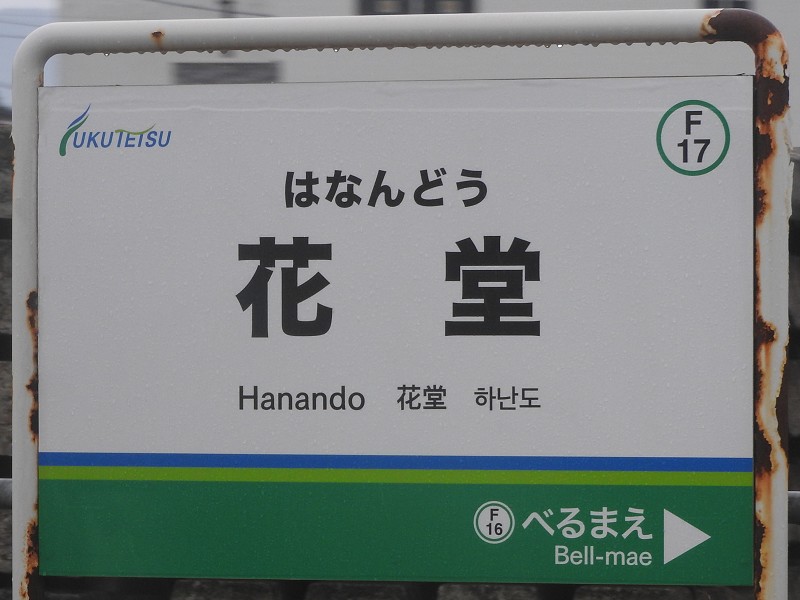 FUKUTETSU
F
17
はなんどう
花堂
Hanando 花堂 하난도
F
16
べるまえ
Bell-mae